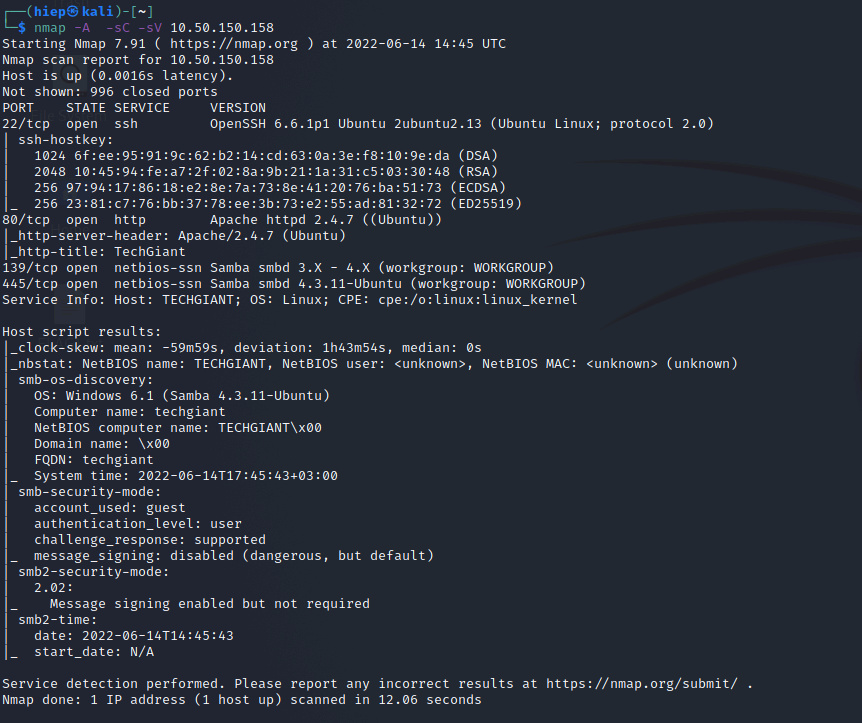 ┌──(hiep㉿kali)-[~]
└─$ nmap -A  -sC -sV 10.50.150.158
Starting Nmap 7.91 ( https://nmap.org ) at 2022-06-14 14:45 UTC
Nmap scan report for 10.50.150.158
Host is up (0.0016s latency).
Not shown: 996 closed ports
PORT    STATE SERVICE     VERSION
22/tcp  open  ssh         OpenSSH 6.6.1p1 Ubuntu 2ubuntu2.13 (Ubuntu Linux; protocol 2.0)
| ssh-hostkey:
|   1024 6f:ee:95:91:9c:62:b2:14:cd:63:0a:3e:f8:10:9e:da (DSA)
|   2048 10:45:94:fe:a7:2f:02:8a:9b:21:1a:31:c5:03:30:48 (RSA)
|   256 97:94:17:86:18:e2:8e:7a:73:8e:41:20:76:ba:51:73 (ECDSA)
|_  256 23:81:c7:76:bb:37:78:ee:3b:73:e2:55:ad:81:32:72 (ED25519)
80/tcp  open  http        Apache httpd 2.4.7 ((Ubuntu))
|_http-server-header: Apache/2.4.7 (Ubuntu)
|_http-title: TechGiant
139/tcp open  netbios-ssn Samba smbd 3.X - 4.X (workgroup: WORKGROUP)
445/tcp open  netbios-ssn Samba smbd 4.3.11-Ubuntu (workgroup: WORKGROUP)
Service Info: Host: TECHGIANT; OS: Linux; CPE: cpe:/o:linux:linux_kernel

Host script results:
|_clock-skew: mean: -59m59s, deviation: 1h43m54s, median: 0s
|_nbstat: NetBIOS name: TECHGIANT, NetBIOS user: <unknown>, NetBIOS MAC: <unknown> (unknown)
| smb-os-discovery:
|   OS: Windows 6.1 (Samba 4.3.11-Ubuntu)
|   Computer name: techgiant
|   NetBIOS computer name: TECHGIANT\x00
|   Domain name: \x00
|   FQDN: techgiant
|_  System time: 2022-06-14T17:45:43+03:00
| smb-security-mode:
|   account_used: guest
|   authentication_level: user
|   challenge_response: supported
|_  message_signing: disabled (dangerous, but default)
| smb2-security-mode:
|   2.02:
|_    Message signing enabled but not required
| smb2-time:
|   date: 2022-06-14T14:45:43
|_  start_date: N/A

Service detection performed. Please report any incorrect results at https://nmap.org/submit/ .
Nmap done: 1 IP address (1 host up) scanned in 12.06 seconds